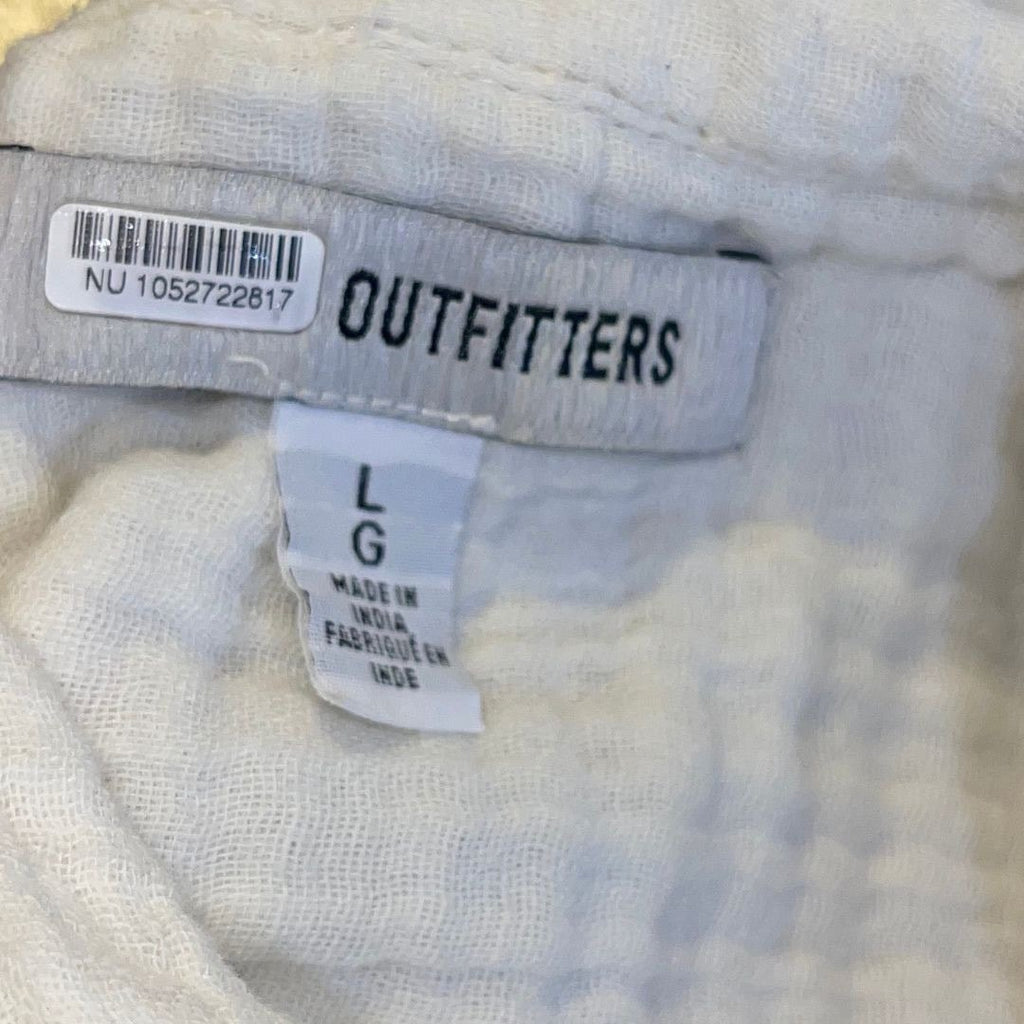 NU 1052722817
OUTFITTERS
L
G
MADE IN
INDIA
FABRIQUÉ EN
INDE